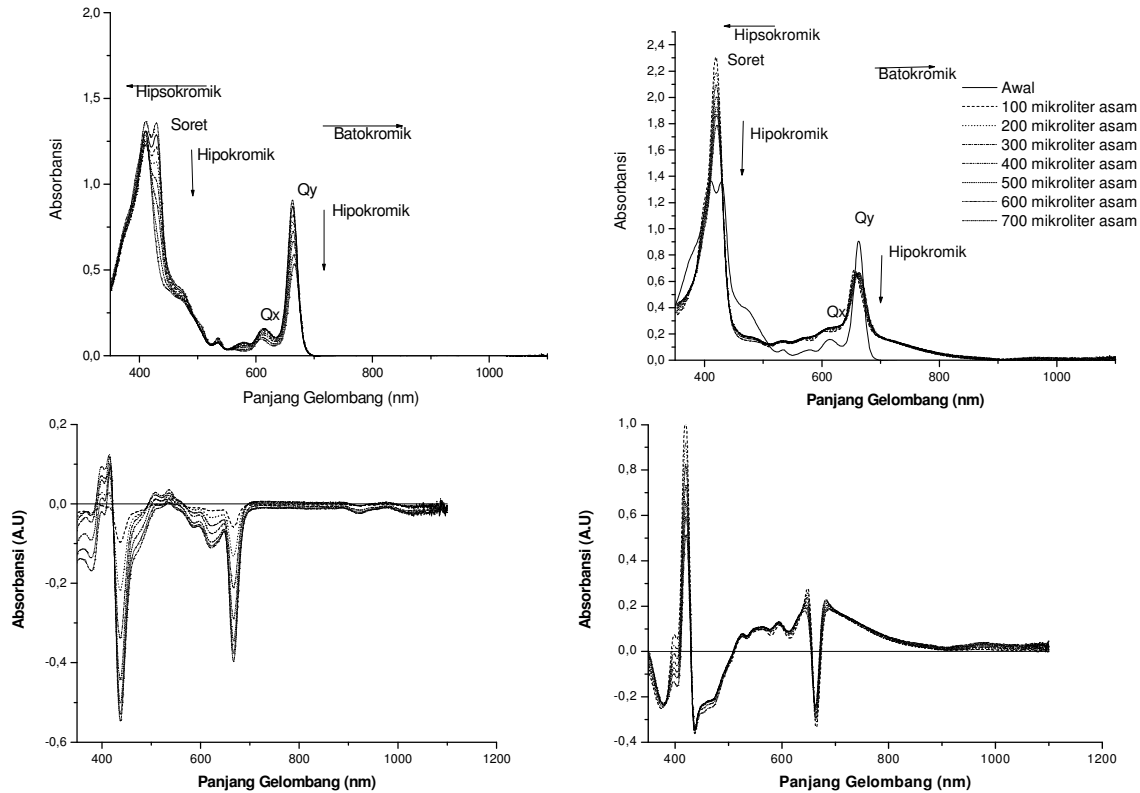 2,0
1,5
1,0
0,5
0,0
Absorbansi
Hipsokromik
Soret
Hipokromik
Batokromik
Qy
Hipokromik
Qx
400 600 800 1000
Panjang Gelombang (nm)
2,4
2,2
2,0
1,8
1,6
1,4
1,2
1,0
0,8
0,6
0,4
0,2
0,0
Absorbansi
Hipsokromik
Soret
Batokromik
Hipokromik
Qy
Hipokromik
Qx
400 600 800 1000
Panjang Gelombang (nm)
Awal
100 mikroliter asam
200 mikroliter asam
300 mikroliter asam
400 mikroliter asam
500 mikroliter asam
600 mikroliter asam
700 mikroliter asam
0,2
0,0
-0,2
-0,4
-0,6
Absorbansi (A.U)
400 600 800 1000 1200
Panjang Gelombang (nm)
1,0
0,8
0,6
0,4
0,2
0,0
-0,2
-0,4
Absorbansi (A.U)
400 600 800 1000 1200
Panjang Gelombang (nm)